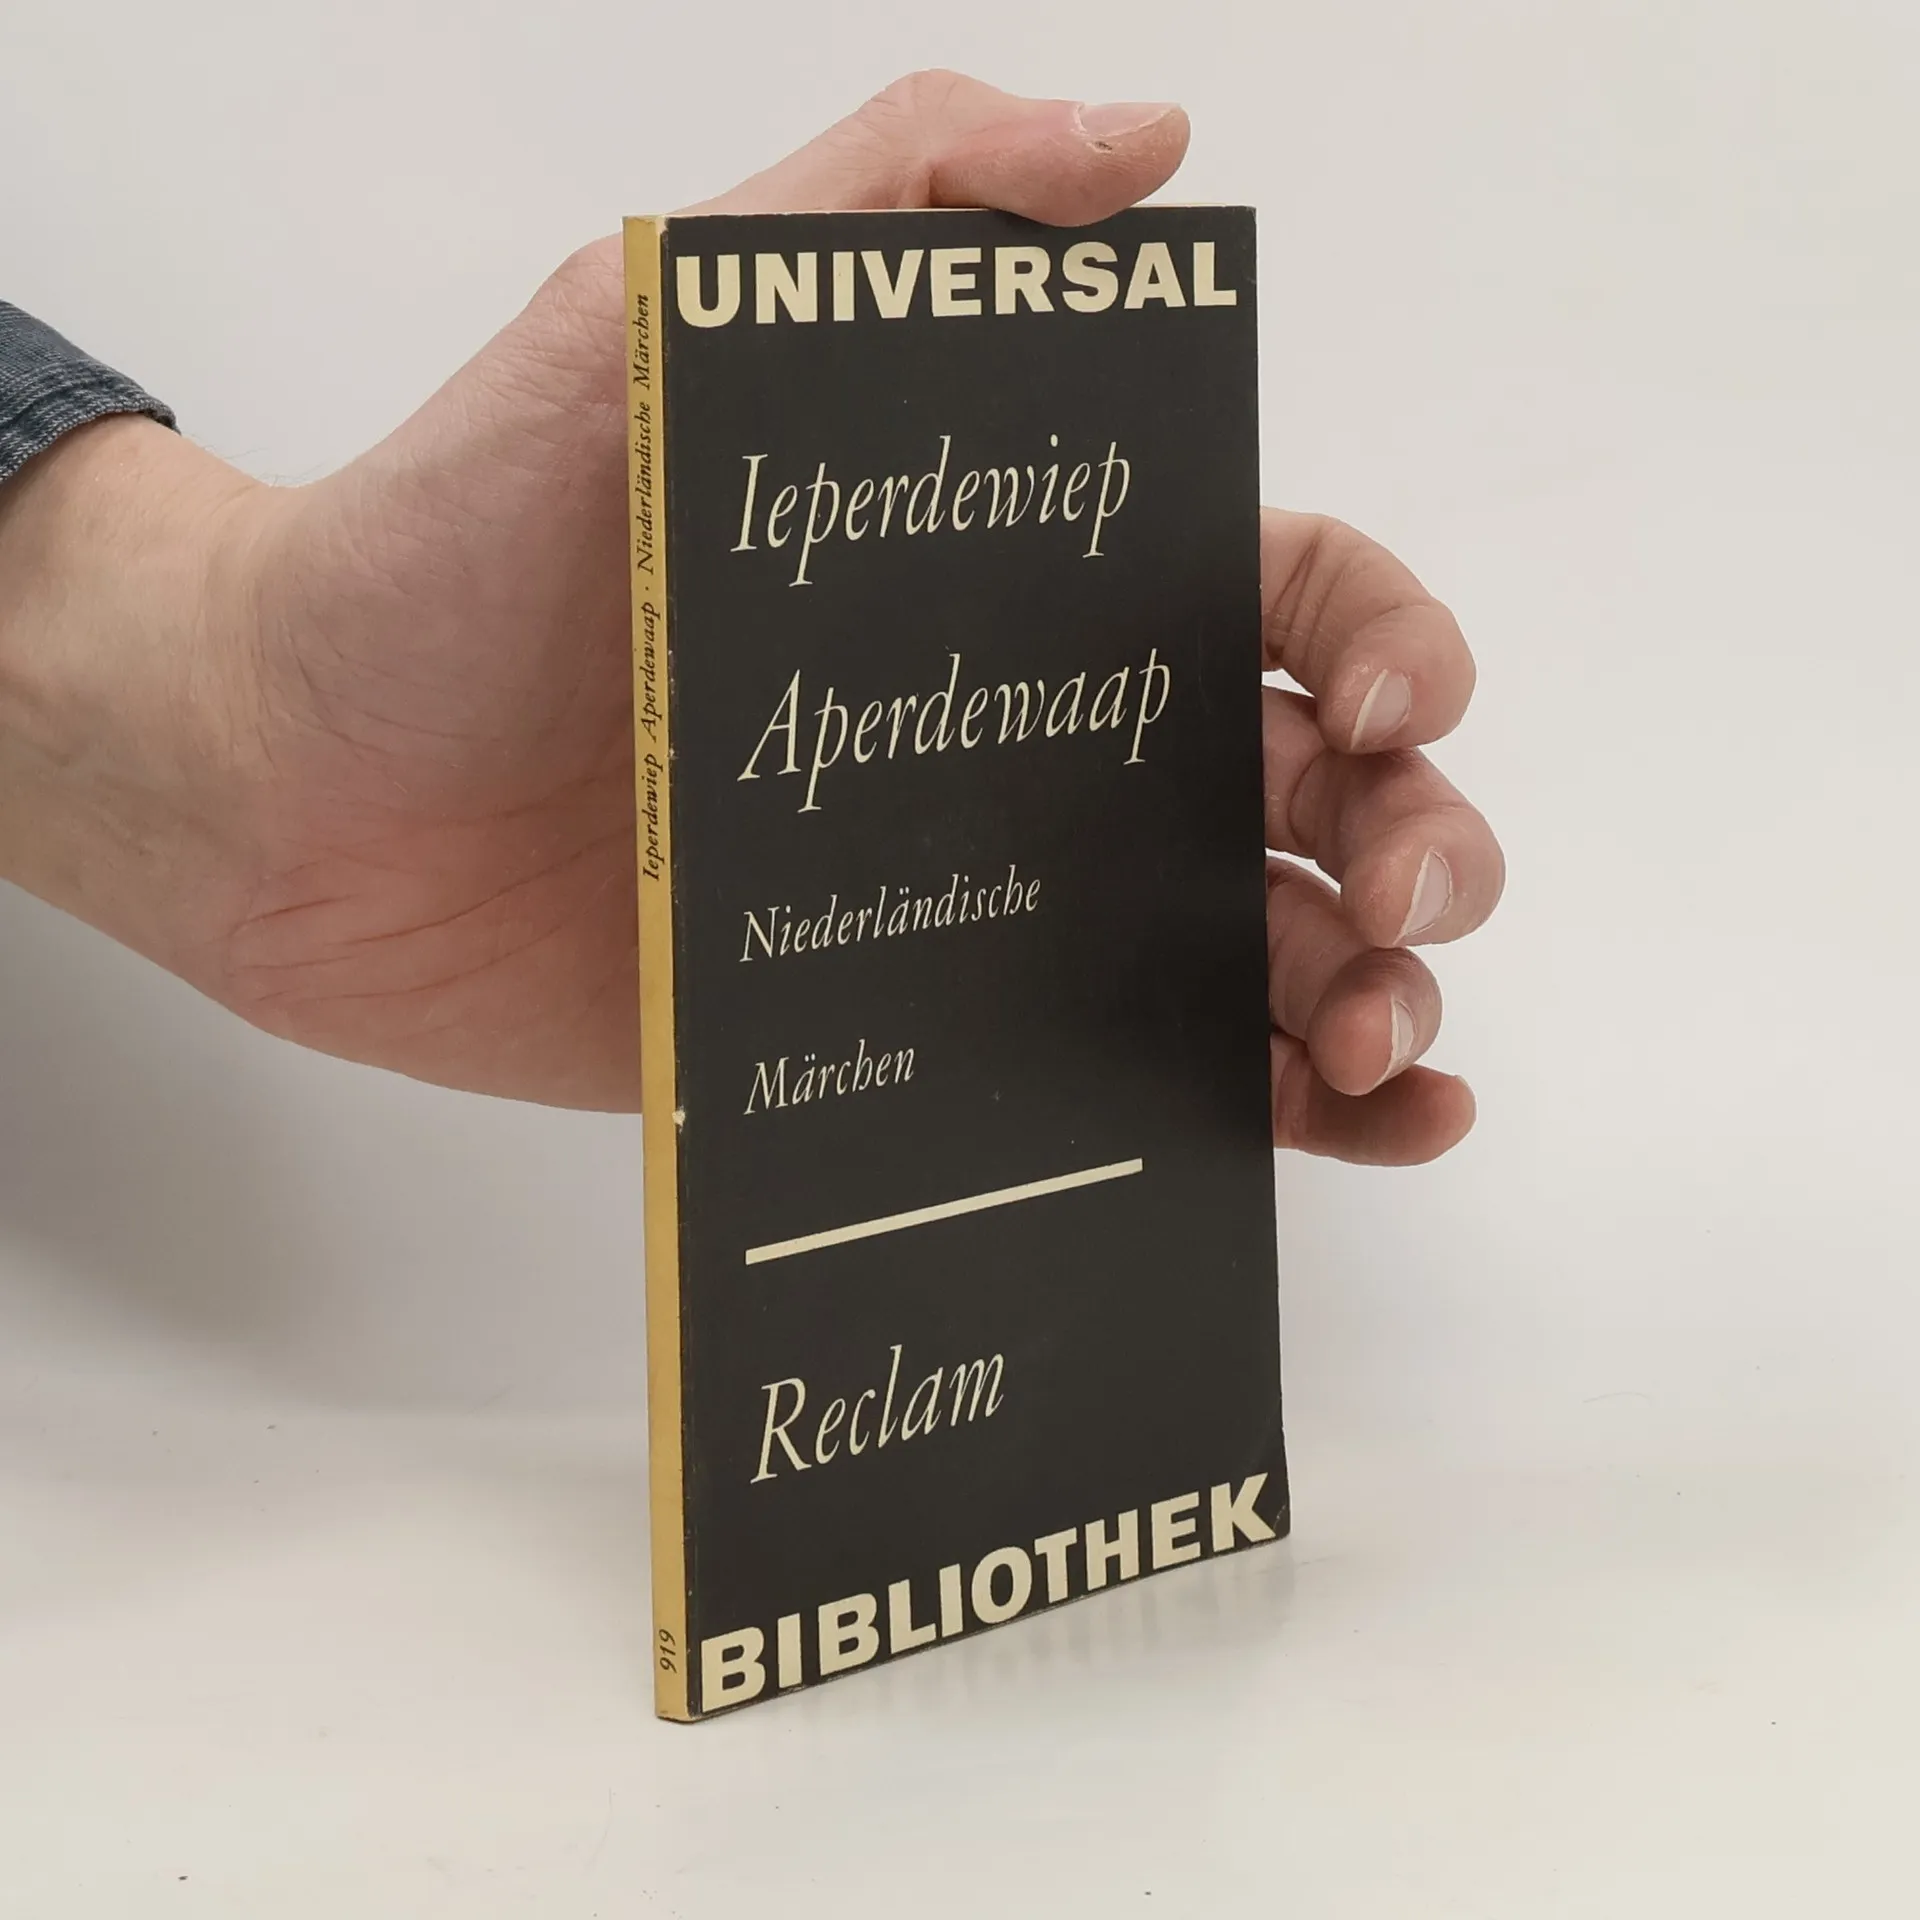 UNIVERSAL
Ieperdewiep
Aperdewaap
Niederländische
Märchen
Reclam
BIBLIOTHEK
Ieperdewiep Aperdewaap · Niederländische Märchen
919